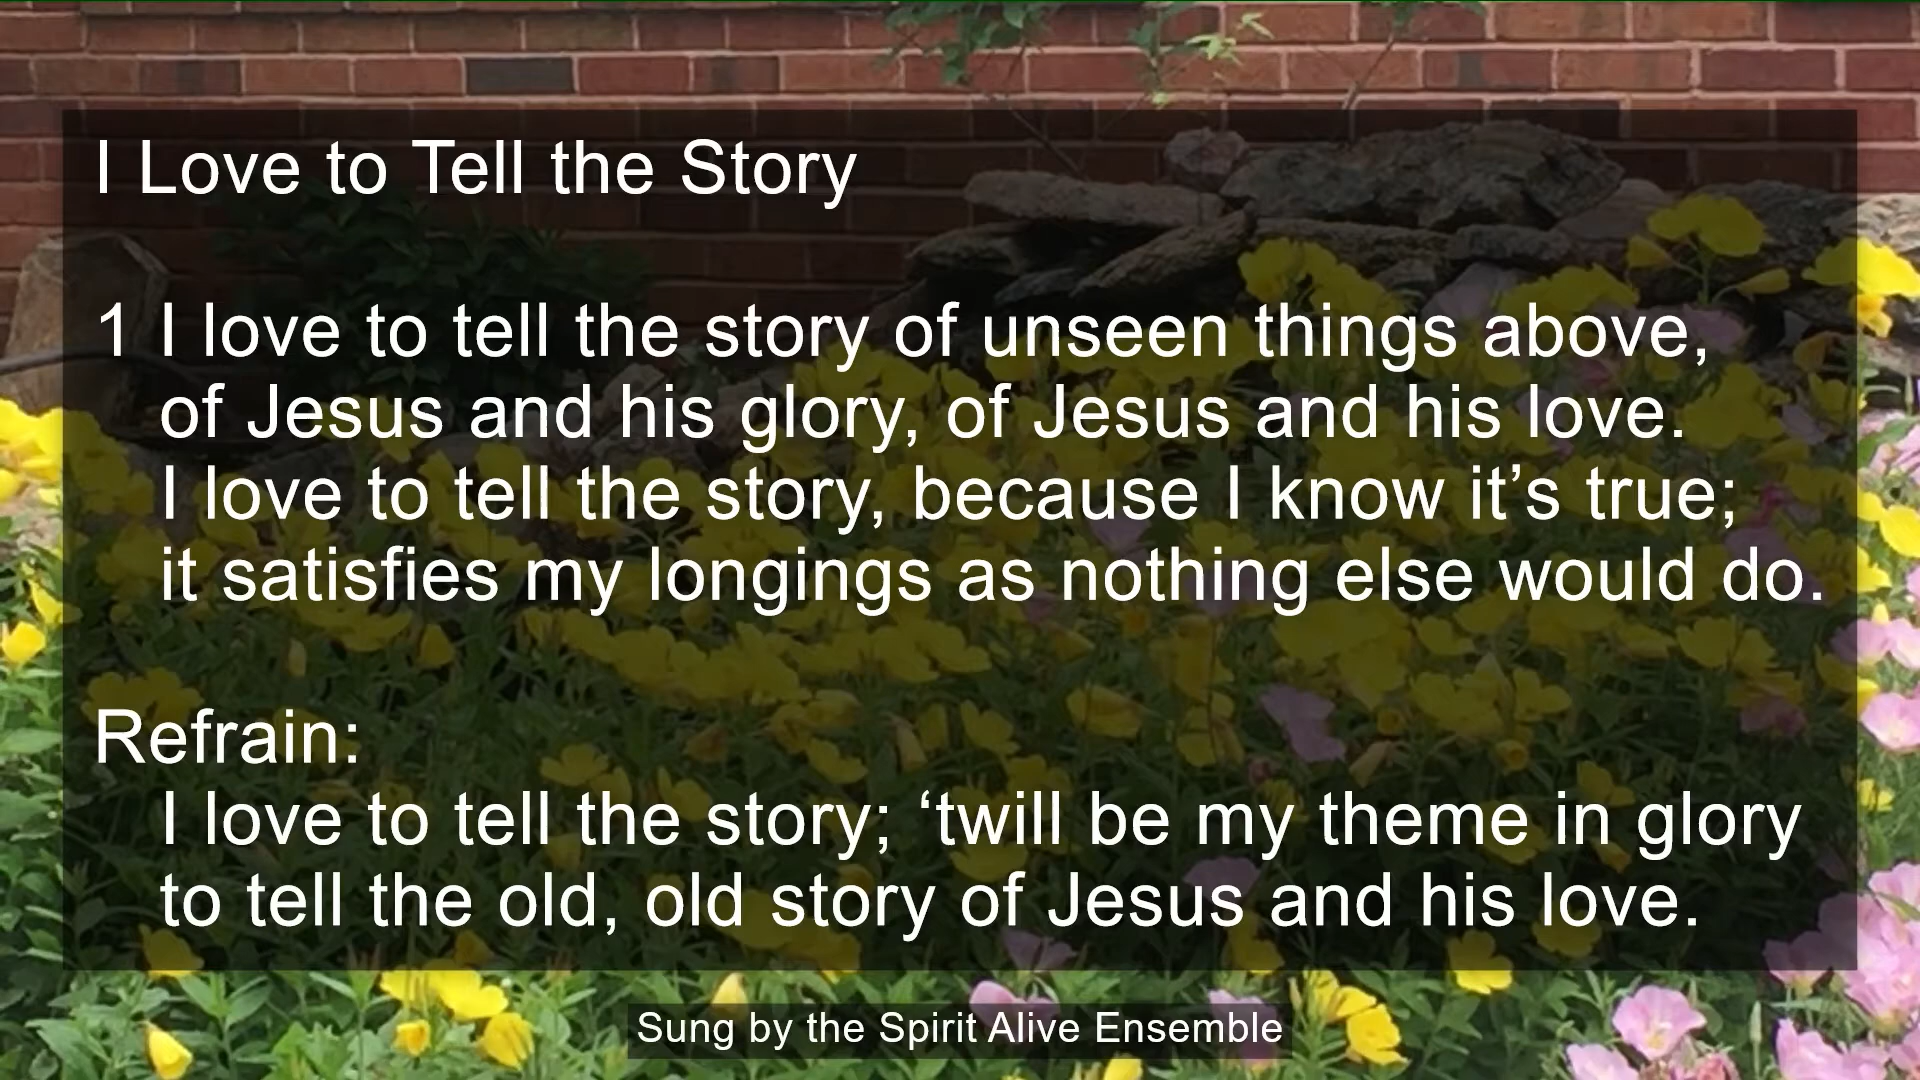 I Love to Tell the Story
1 I love to tell the story of unseen things above,
of Jesus and his glory, of Jesus and his love.
I love to tell the story, because I know it’s true;
it satisfies my longings as nothing else would do.
Refrain:
I love to tell the story; ‘twill be my theme in glory
to tell the old, old story of Jesus and his love.
Sung by the Spirit Alive Ensemble